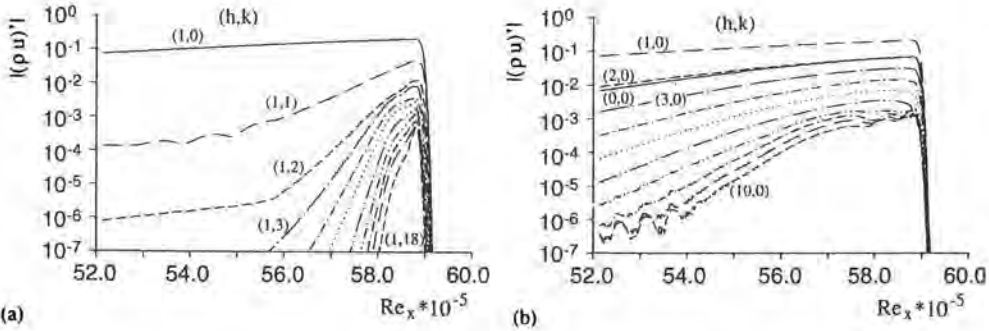 10⁰
|(ρ u)'|
10⁻¹
10⁻²
10⁻³
10⁻⁴
10⁻⁵
10⁻⁶
10⁻⁷
(h,k)
(1,0)
(1,1)
(1,2)
(1,3)
(1,18)
52.0 54.0 56.0 58.0 60.0
(a)
Reₓ*10⁻⁵
10⁰
|(ρ u)'|
10⁻¹
10⁻²
10⁻³
10⁻⁴
10⁻⁵
10⁻⁶
10⁻⁷
(h,k)
(1,0)
(2,0)
(0,0)
(3,0)
(10,0)
52.0 54.0 56.0 58.0 60.0
(b)
Reₓ*10⁻⁵